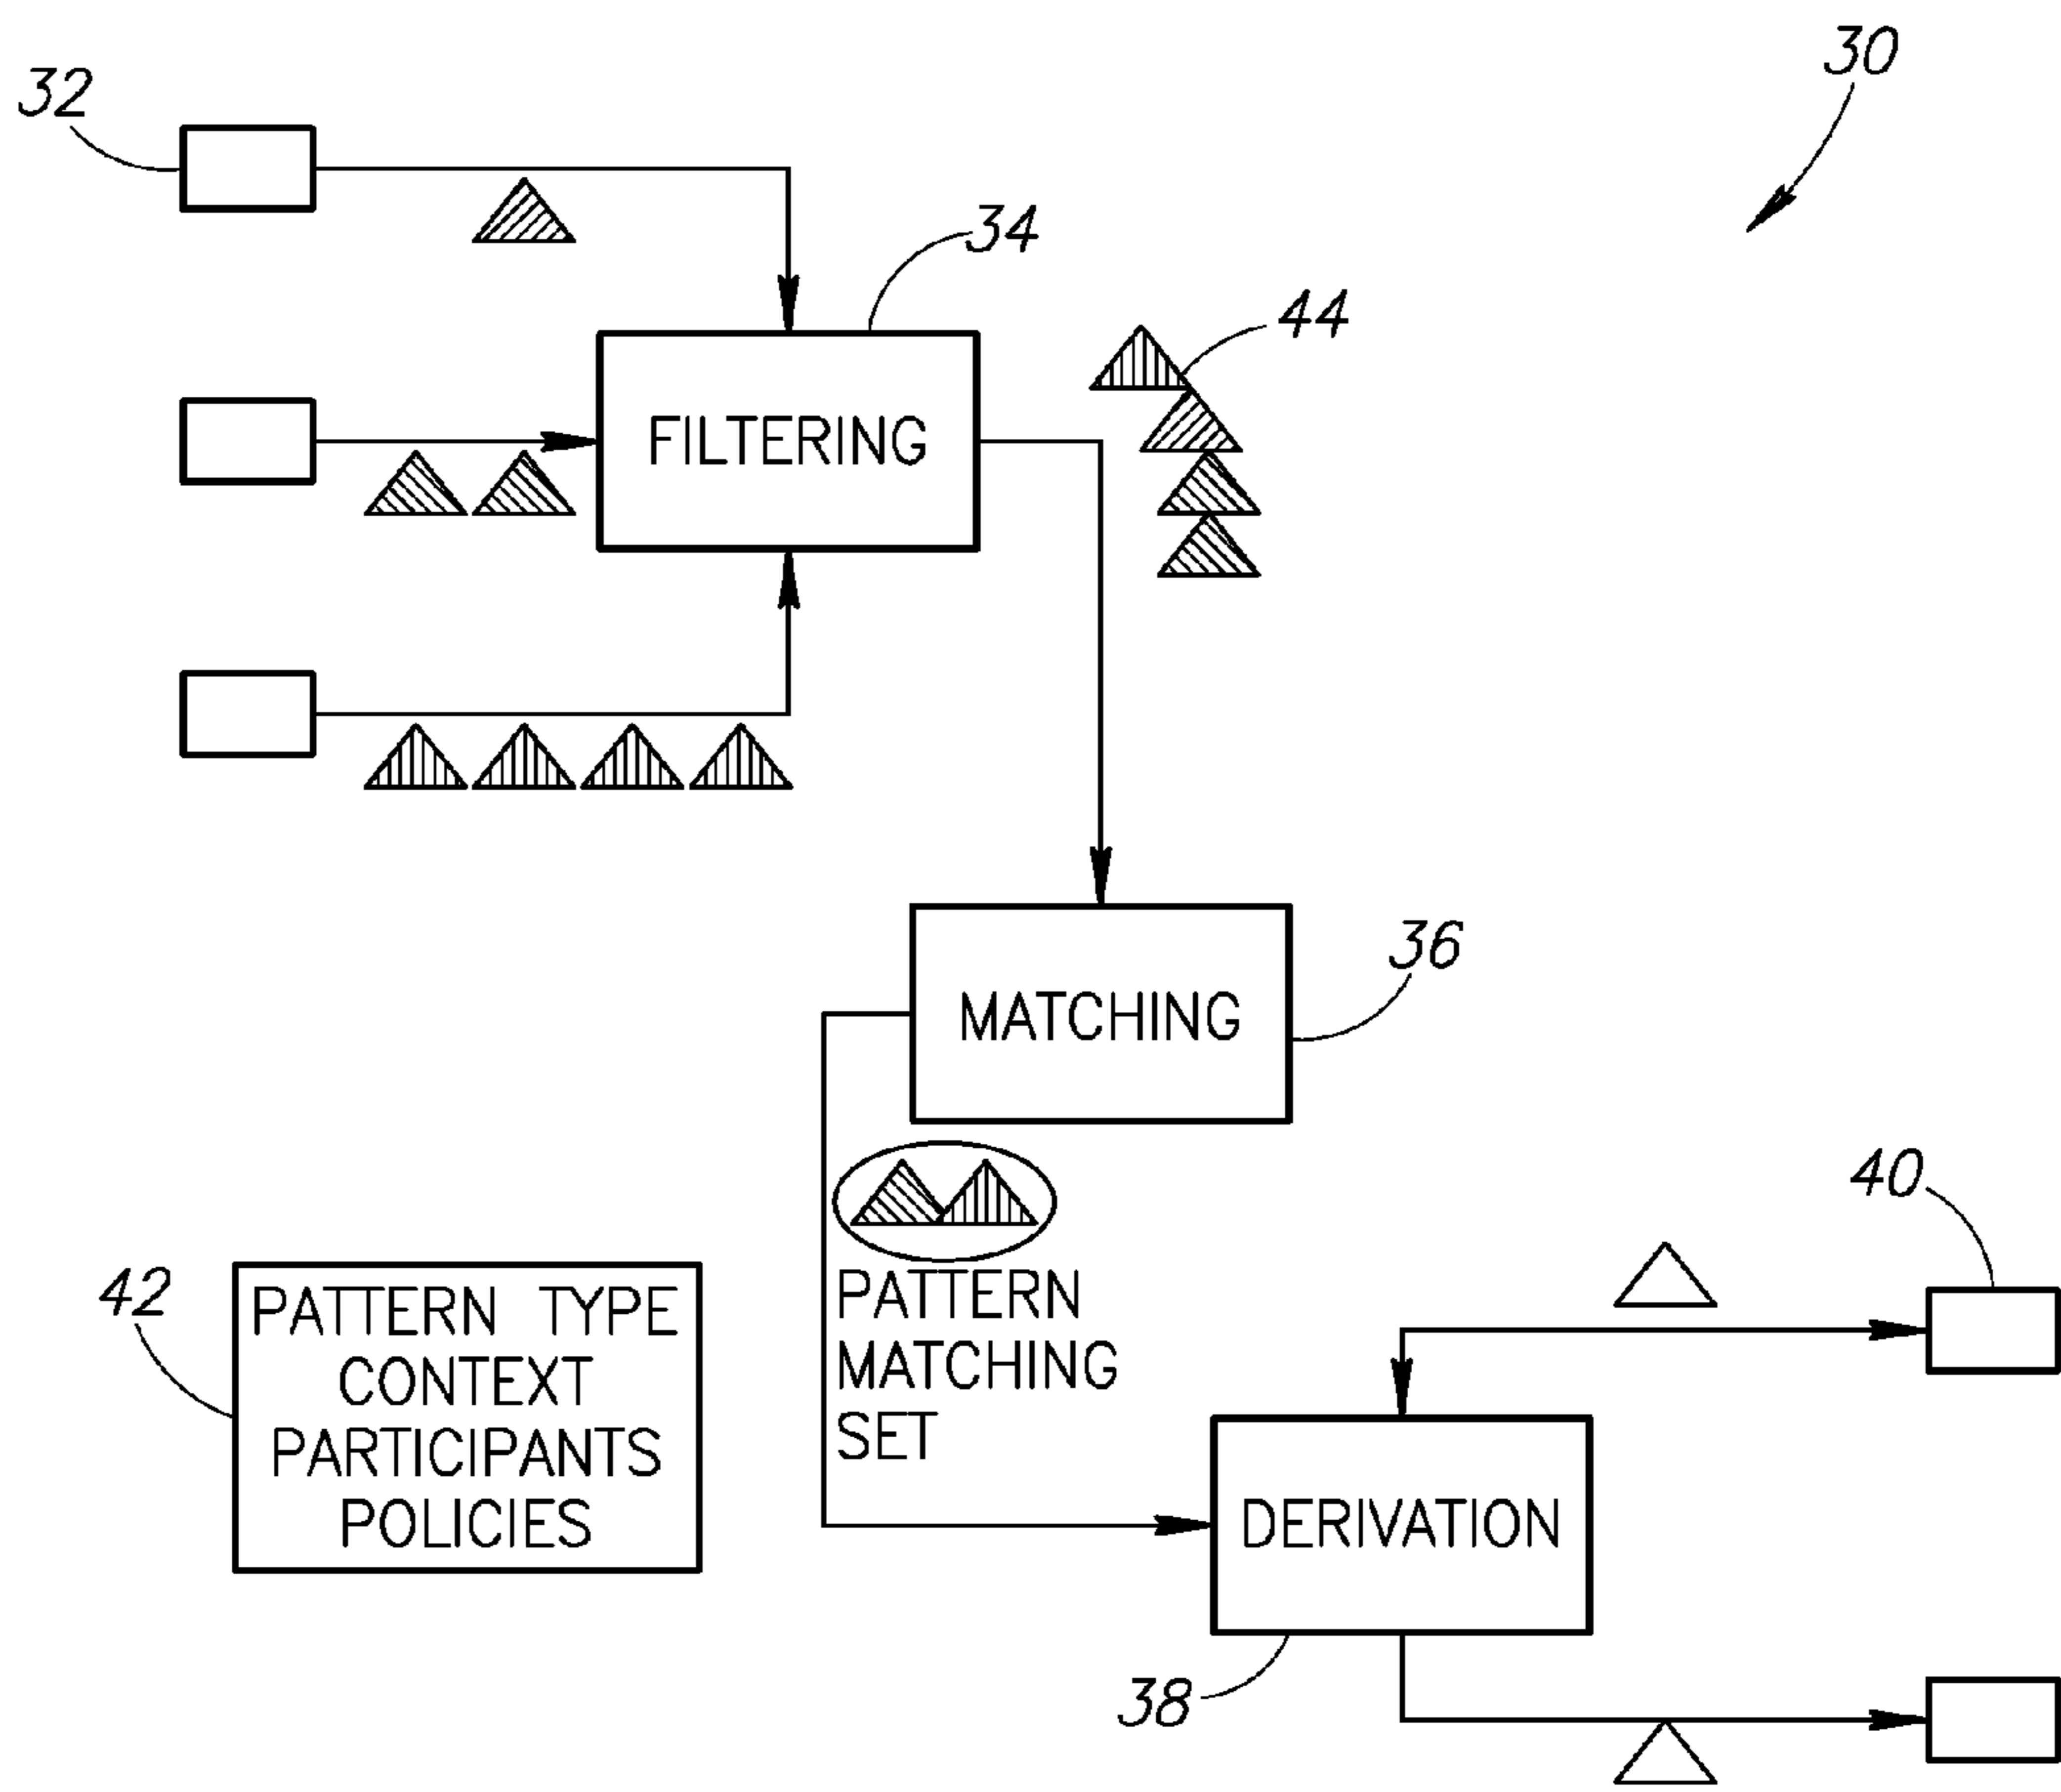 30
32
34
44
FILTERING
36
MATCHING
40
42
PATTERN TYPE
CONTEXT
PARTICIPANTS
POLICIES
PATTERN
MATCHING
SET
DERIVATION
38